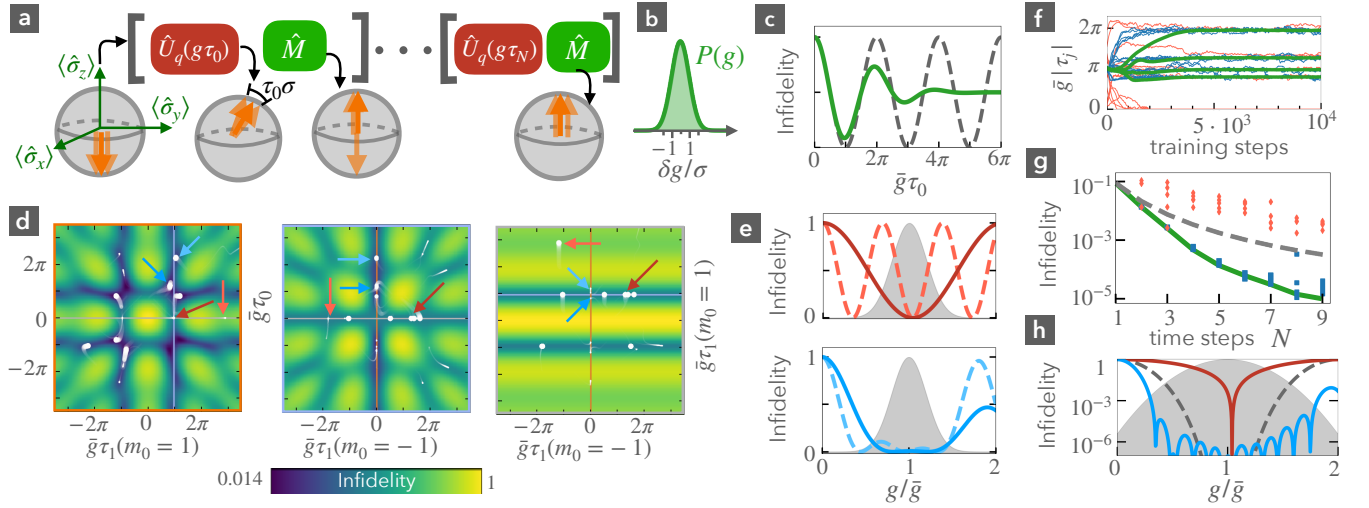 a
⟨σ̂z⟩
⟨σ̂y⟩
⟨σ̂x⟩
[ Ûq(gτ0) M̂ ] • • • [ Ûq(gτN) M̂ ]
τ0σ
b
P(g)
−1 1
δg/σ
c
Infidelity
0 2π 4π 6π
ḡτ0
d
2π
0
−2π
−2π 0 2π
ḡτ1(m0 = 1)
ḡτ0
−2π 0 2π
ḡτ1(m0 = − 1)
−2π 0 2π
ḡτ1(m0 = − 1)
ḡτ1(m0 = 1)
0.014 Infidelity 1
e
Infidelity
1
0
Infidelity
1
0
0 1 2
g/ḡ
f
ḡ|τj|
2π
π
0
0 5 · 10³ 10⁴
training steps
g
Infidelity
10⁻¹
10⁻³
10⁻⁵
1 3 5 7 9
time steps N
h
Infidelity
1
10⁻³
10⁻⁶
0 1 2
g/ḡ